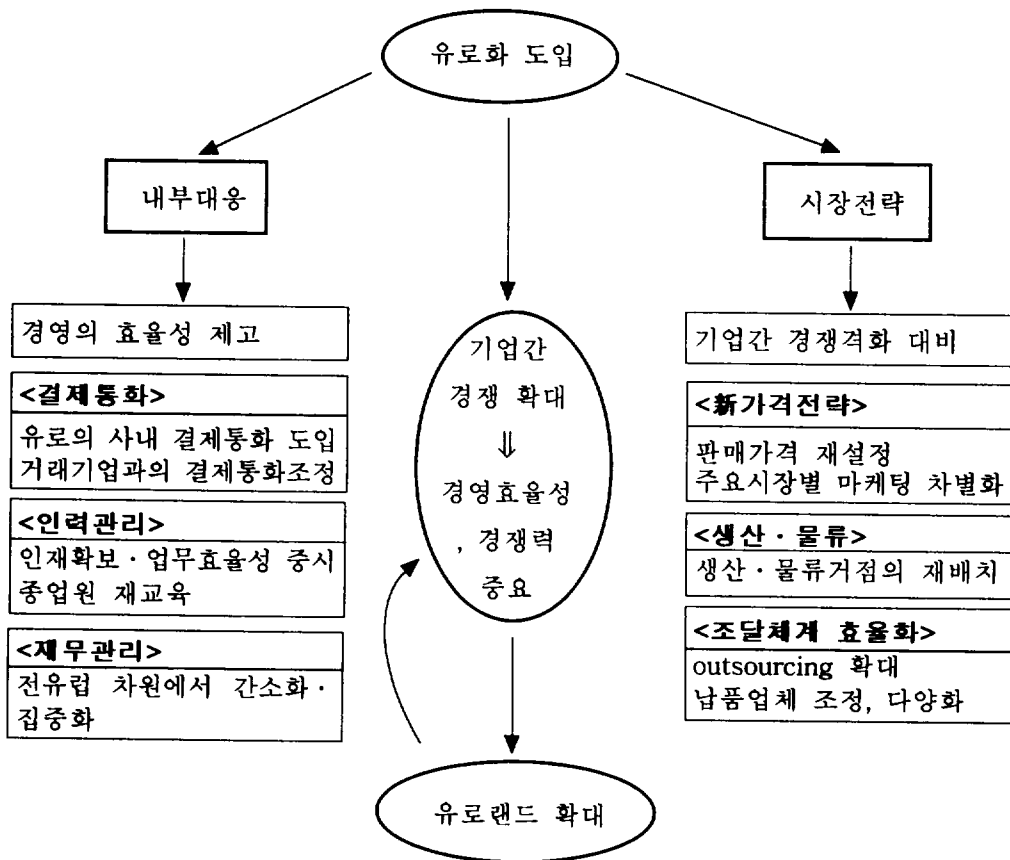 유로화 도입
내부대응
경영의 효율성 제고
<결제통화>
유로의 사내 결제통화 도입
거래기업과의 결제통화조정
<인력관리>
인재확보·업무효율성 중시
종업원 재교육
<재무관리>
전유럽 차원에서 간소화·
집중화
기업간
경쟁 확대
⇓
경영효율성
, 경쟁력
중요
유로랜드 확대
시장전략
기업간 경쟁격화 대비
<新가격전략>
판매가격 재설정
주요시장별 마케팅 차별화
<생산·물류>
생산·물류거점의 재배치
<조달체계 효율화>
outsourcing 확대
납품업체 조정, 다양화